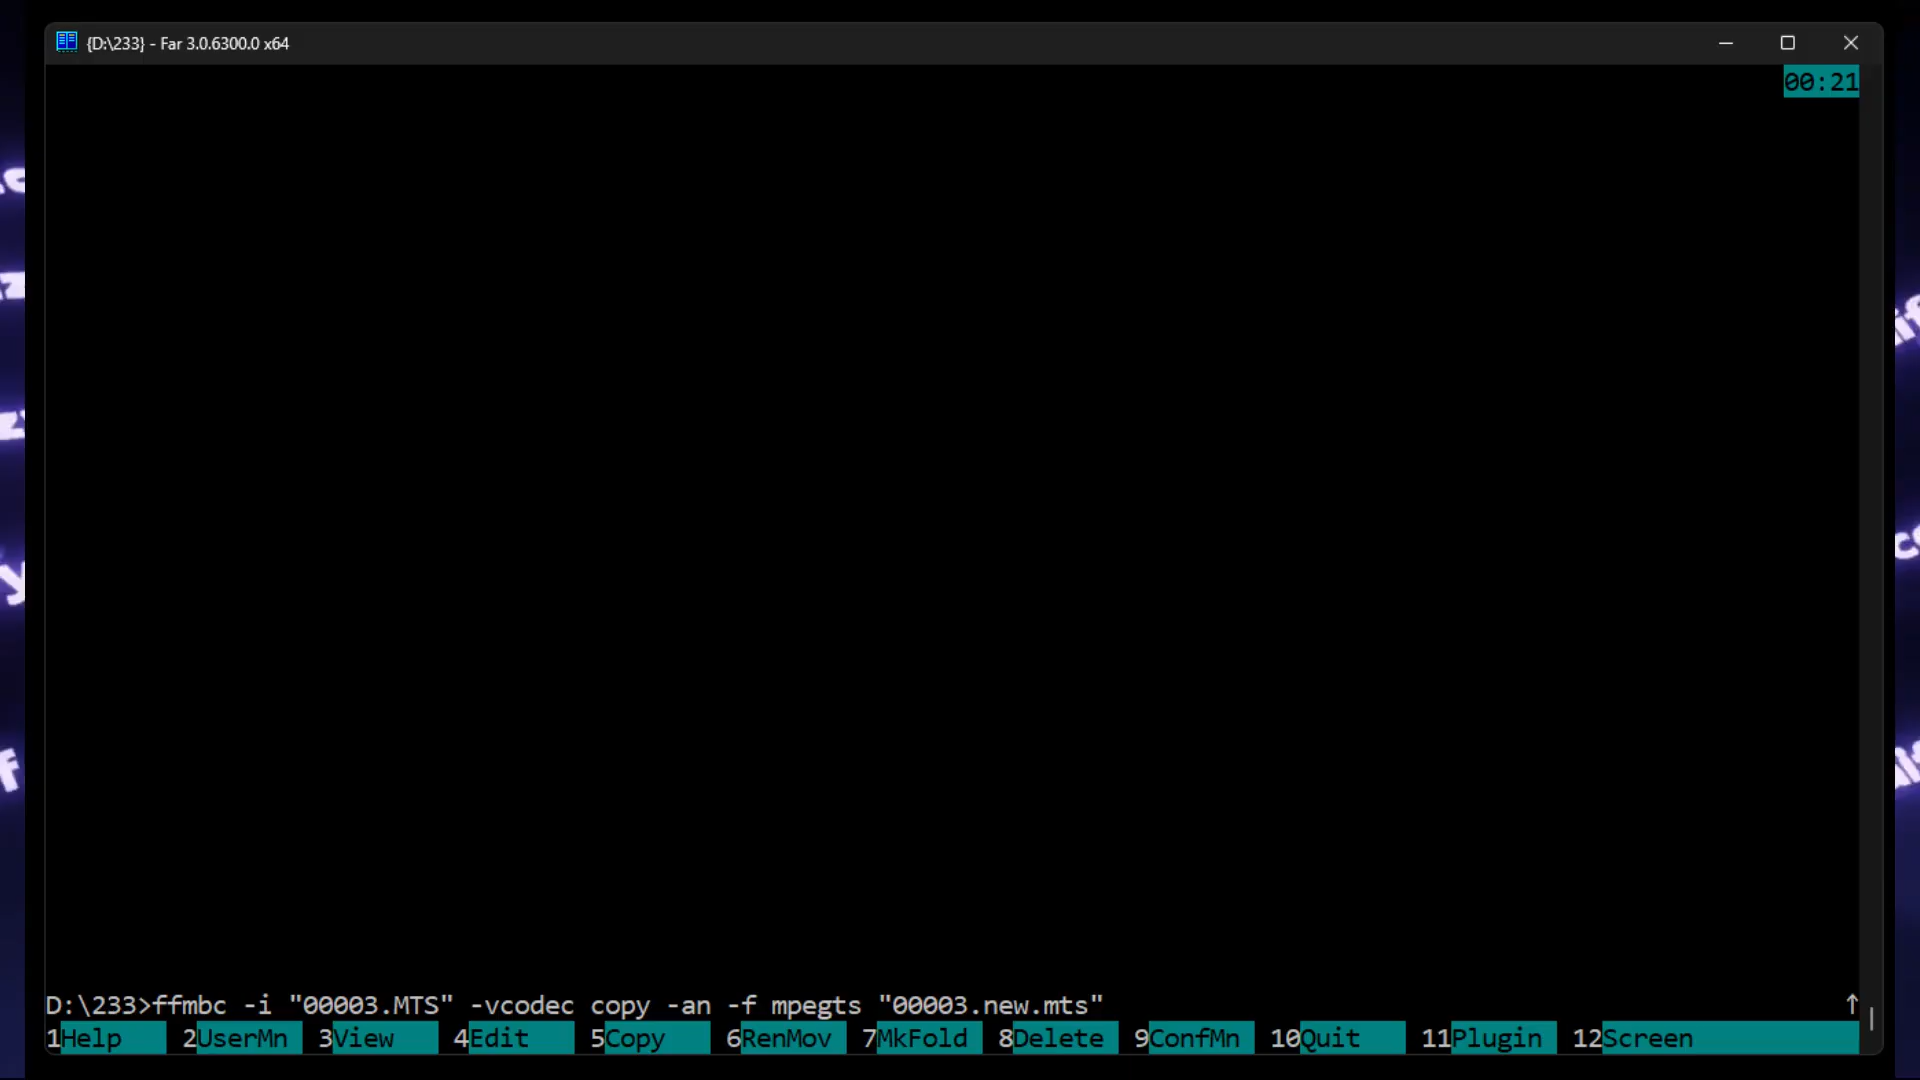 {D:\233} - Far 3.0.6300.0 x64
00:21
D:\233>ffmbc -i "00003.MTS" -vcodec copy -an -f mpegts "00003.new.mts" ↑
1Help 2UserMn 3View 4Edit 5Copy 6RenMov 7MkFold 8Delete 9ConfMn 10Quit 11Plugin 12Screen